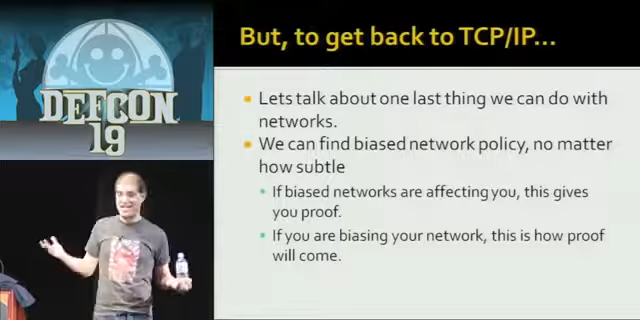 DEFCON
19
But, to get back to TCP/IP...
Lets talk about one last thing we can do with
networks.
We can find biased network policy, no matter
how subtle
If biased networks are affecting you, this gives
you proof.
If you are biasing your network, this is how proof
will come.